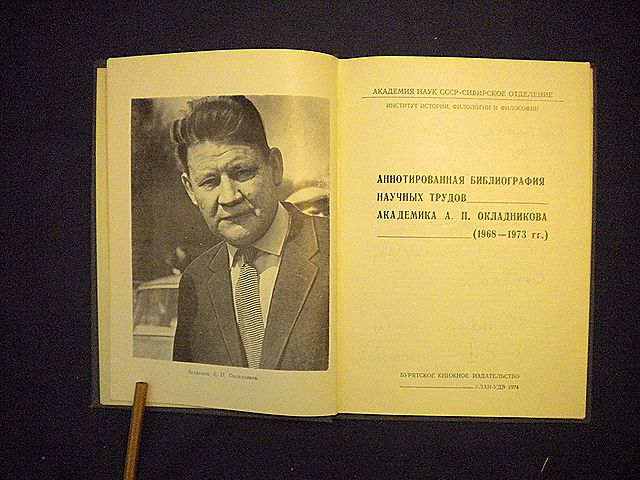 Академик А. П. Окладников.
АКАДЕМИЯ НАУК СССР·СИБИРСКОЕ ОТДЕЛЕНИЕ
ИНСТИТУТ ИСТОРИИ, ФИЛОЛОГИИ И ФИЛОСОФИИ
АННОТИРОВАННАЯ БИБЛИОГРАФИЯ
НАУЧНЫХ ТРУДОВ
АКАДЕМИКА А. П. ОКЛАДНИКОВА
(1968—1973 гг.)
БУРЯТСКОЕ КНИЖНОЕ ИЗДАТЕЛЬСТВО
УЛАН-УДЭ 1974